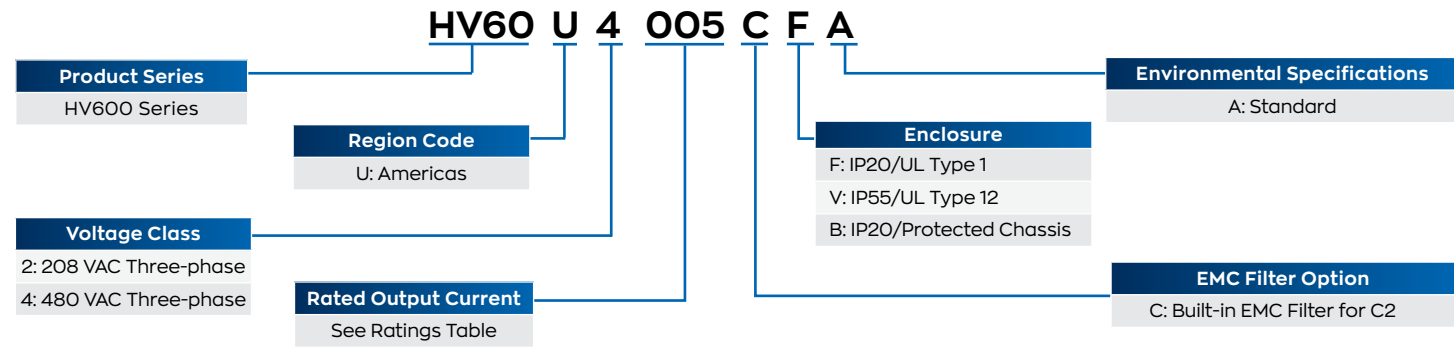 HV60 U 4 005 C F A
Product Series
HV600 Series
Region Code
U: Americas
Voltage Class
2: 208 VAC Three-phase
4: 480 VAC Three-phase
Rated Output Current
See Ratings Table
Environmental Specifications
A: Standard
Enclosure
F: IP20/UL Type 1
V: IP55/UL Type 12
B: IP20/Protected Chassis
EMC Filter Option
C: Built-in EMC Filter for C2